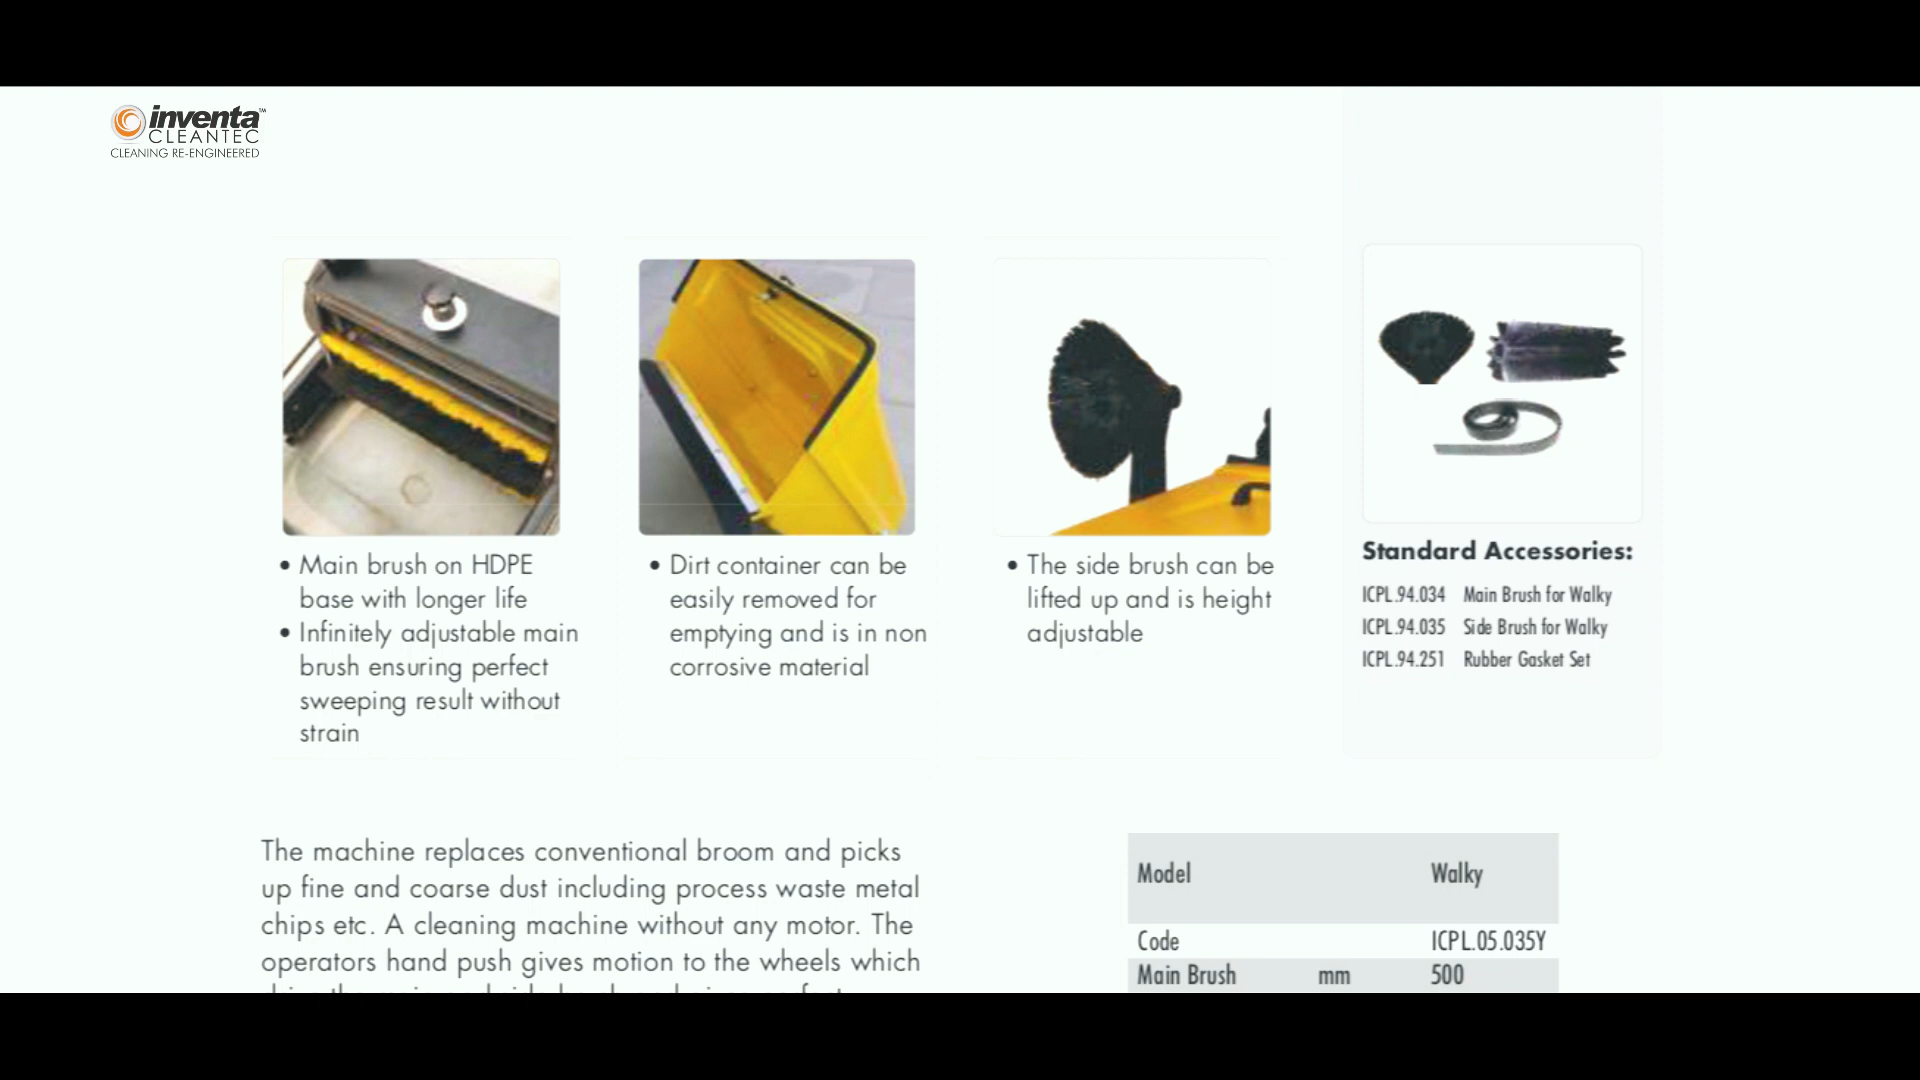 inventa™
CLEANTEC
CLEANING RE-ENGINEERED
• Main brush on HDPE
base with longer life
• Infinitely adjustable main
brush ensuring perfect
sweeping result without
strain
• Dirt container can be
easily removed for
emptying and is in non
corrosive material
• The side brush can be
lifted up and is height
adjustable
Standard Accessories:
ICPL.94.034 Main Brush for Walky
ICPL.94.035 Side Brush for Walky
ICPL.94.251 Rubber Gasket Set
The machine replaces conventional broom and picks
up fine and coarse dust including process waste metal
chips etc. A cleaning machine without any motor. The
operators hand push gives motion to the wheels which
Model Walky
Code ICPL.05.035Y
Main Brush mm 500